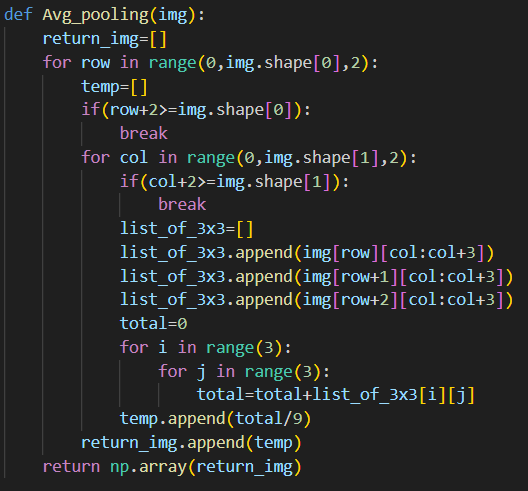 def Avg_pooling(img):
    return_img=[]
    for row in range(0,img.shape[0],2):
        temp=[]
        if(row+2>=img.shape[0]):
            break
        for col in range(0,img.shape[1],2):
            if(col+2>=img.shape[1]):
                break
            list_of_3x3=[]
            list_of_3x3.append(img[row][col:col+3])
            list_of_3x3.append(img[row+1][col:col+3])
            list_of_3x3.append(img[row+2][col:col+3])
            total=0
            for i in range(3):
                for j in range(3):
                    total=total+list_of_3x3[i][j]
            temp.append(total/9)
        return_img.append(temp)
    return np.array(return_img)